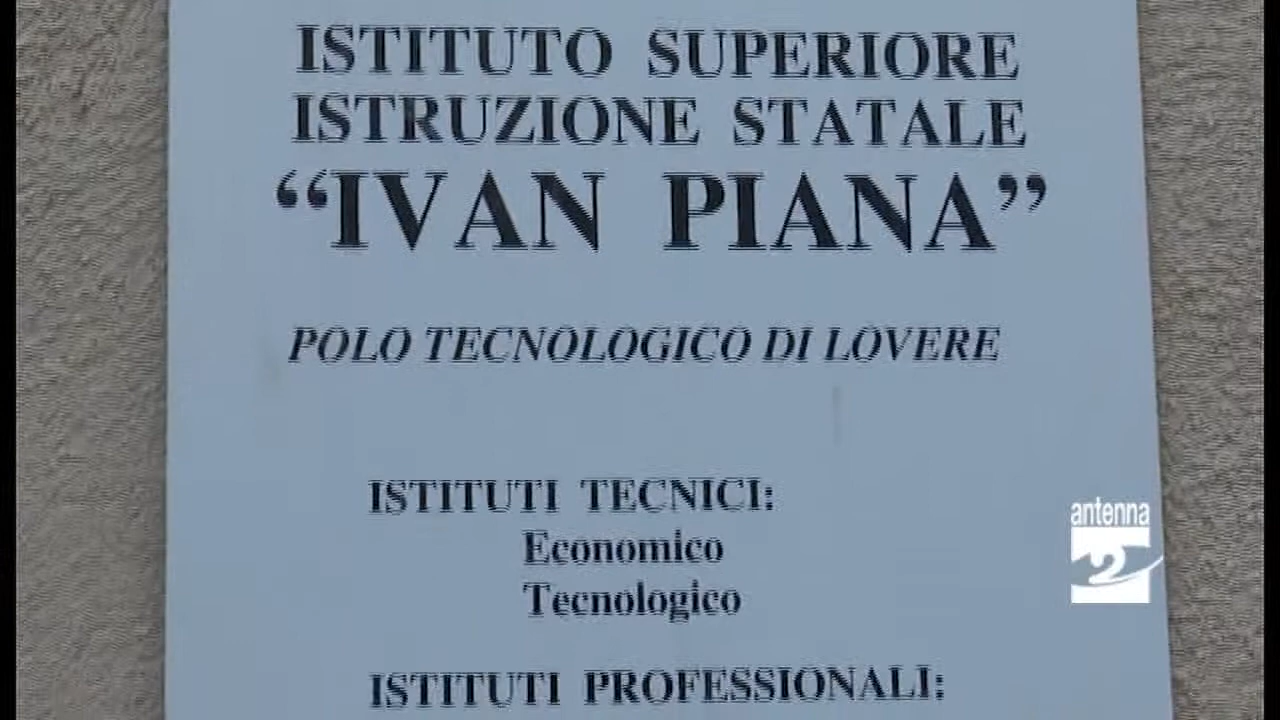 ISTITUTO SUPERIORE
ISTRUZIONE STATALE
“IVAN PIANA”
POLO TECNOLOGICO DI LOVERE
ISTITUTI TECNICI:
Economico
Tecnologico
ISTITUTI PROFESSIONALI:
antenna
2